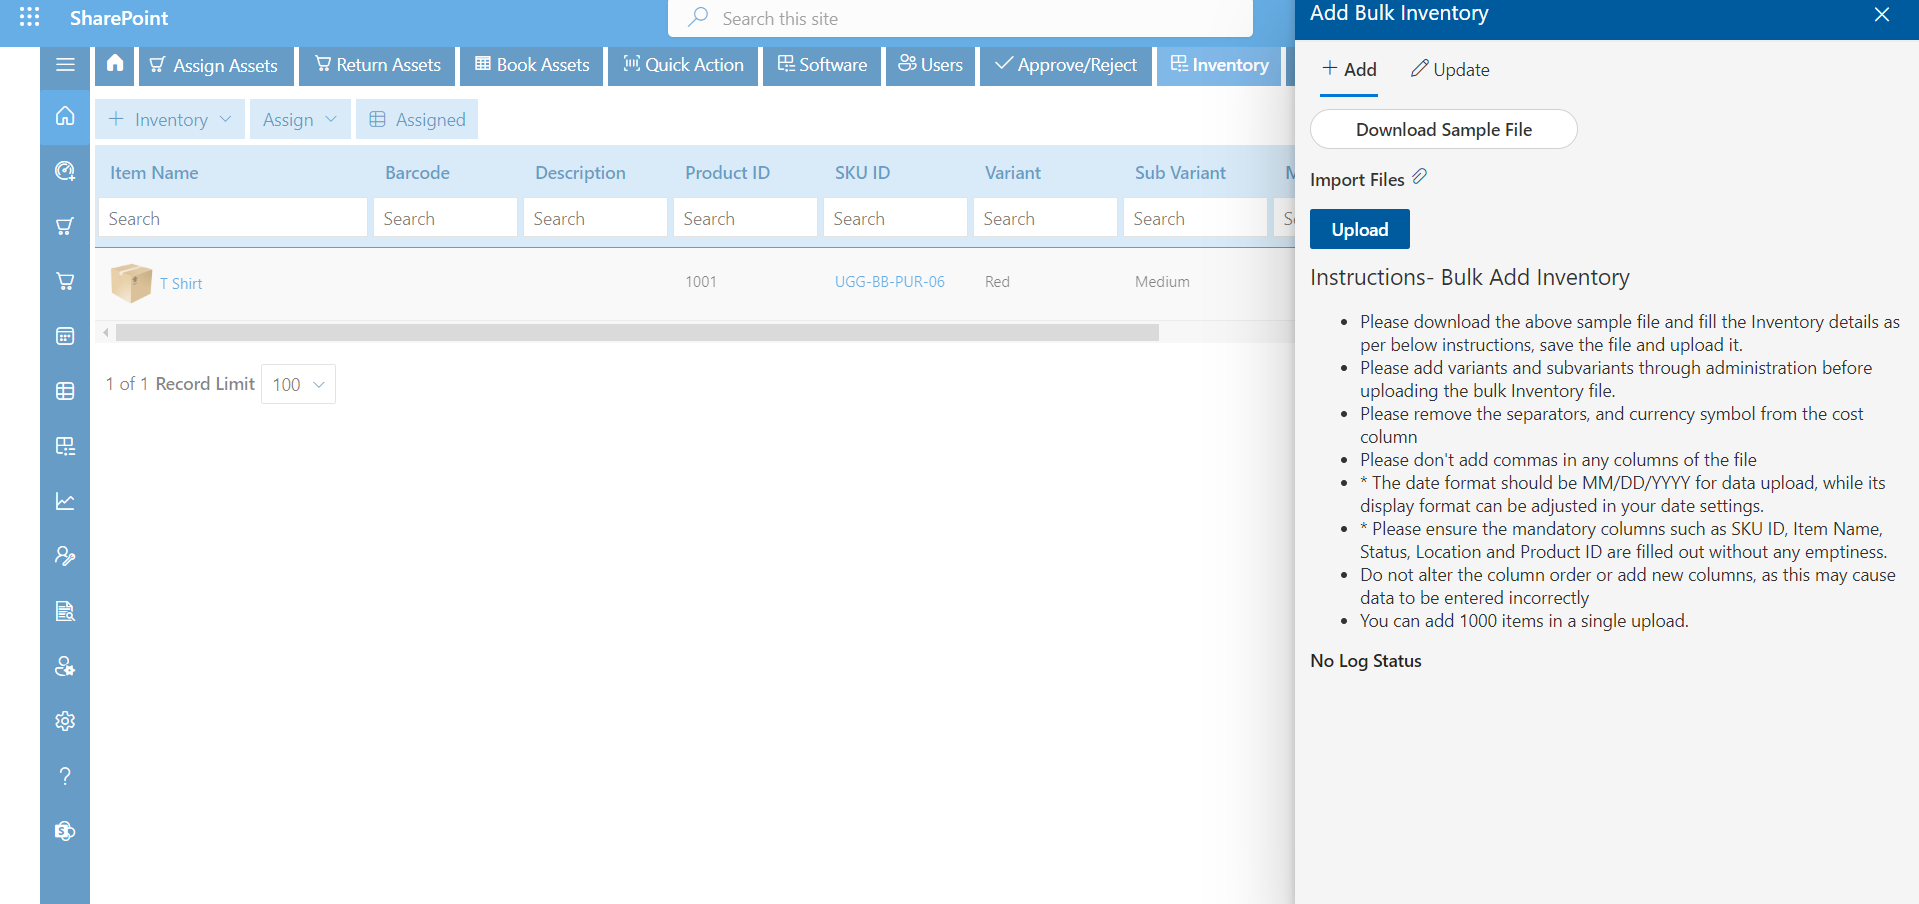 SharePoint
Search this site
Assign Assets
Return Assets
Book Assets
Quick Action
Software
Users
Approve/Reject
Inventory
Inventory
Assign
Assigned
Item Name Barcode Description Product ID SKU ID Variant Sub Variant M
Search Search Search Search Search Search Search S
T Shirt 1001 UGG-BB-PUR-06 Red Medium
1 of 1 Record Limit 100
Add Bulk Inventory
Add Update
Download Sample File
Import Files
Upload
Instructions- Bulk Add Inventory
• Please download the above sample file and fill the Inventory details as
per below instructions, save the file and upload it.
• Please add variants and subvariants through administration before
uploading the bulk Inventory file.
• Please remove the separators, and currency symbol from the cost
column
• Please don't add commas in any columns of the file
• * The date format should be MM/DD/YYYY for data upload, while its
display format can be adjusted in your date settings.
• * Please ensure the mandatory columns such as SKU ID, Item Name,
Status, Location and Product ID are filled out without any emptiness.
• Do not alter the column order or add new columns, as this may cause
data to be entered incorrectly
• You can add 1000 items in a single upload.
No Log Status